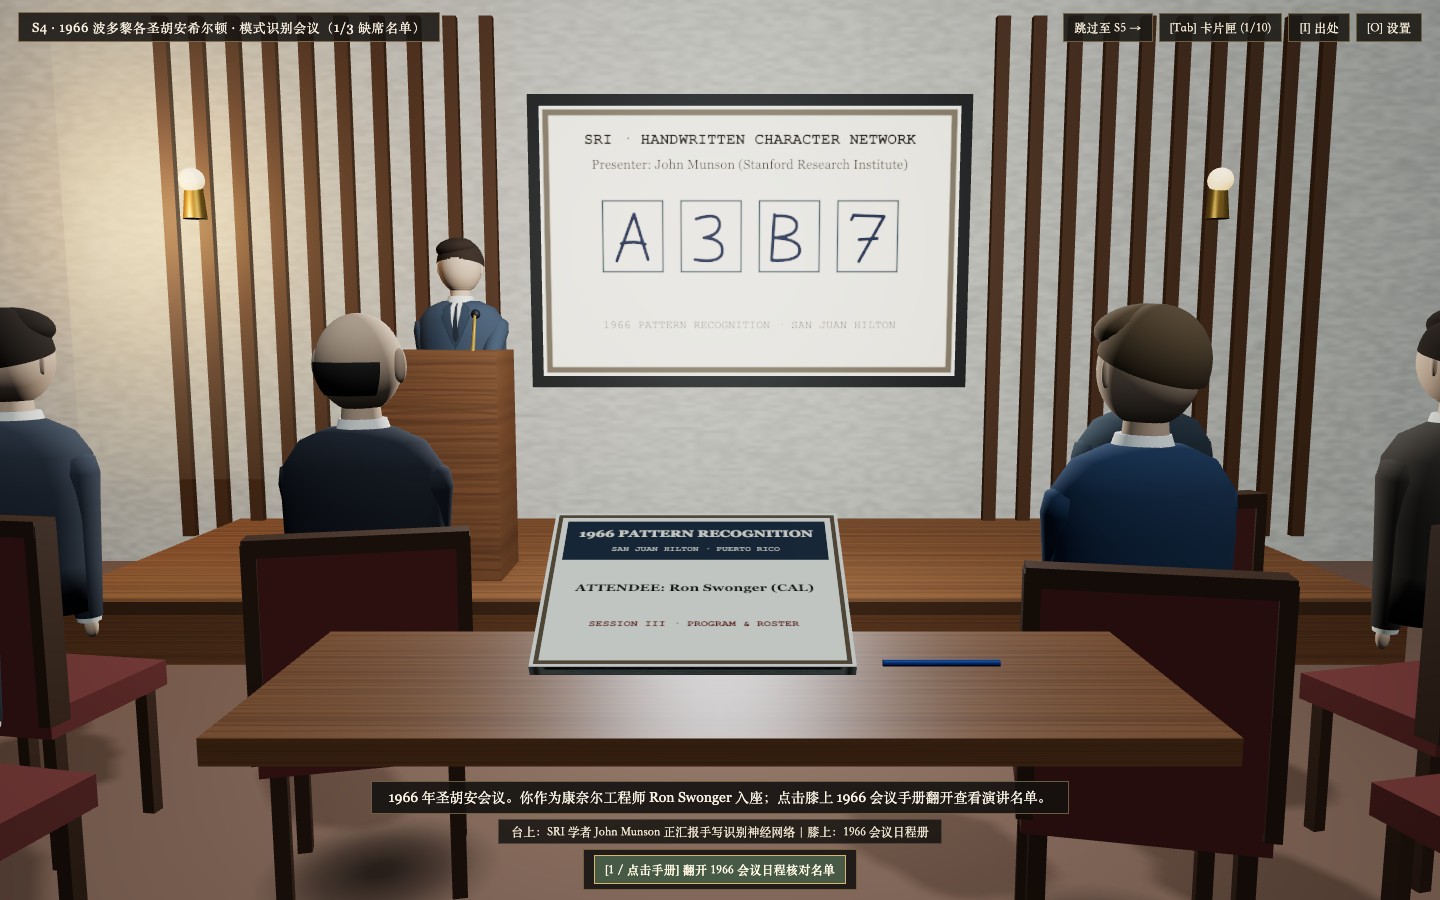 S4 · 1966 波多黎各圣胡安希尔顿 · 模式识别会议（1/3 缺席名单）
跳过至 S5 →
[Tab] 卡片匣 (1/10)
[I] 出处
[O] 设置
SRI · HANDWRITTEN CHARACTER NETWORK
Presenter: John Munson (Stanford Research Institute)
A 3 B 7
1966 PATTERN RECOGNITION · SAN JUAN HILTON
1966 PATTERN RECOGNITION
SAN JUAN HILTON · PUERTO RICO
ATTENDEE: Ron Swonger (CAL)
SESSION III · PROGRAM & ROSTER
1966 年圣胡安会议。你作为康奈尔工程师 Ron Swonger 入座；点击膝上 1966 会议手册翻开查看演讲名单。
台上：SRI 学者 John Munson 正汇报手写识别神经网络 | 膝上：1966 会议日程册
[1 / 点击手册] 翻开 1966 会议日程核对名单